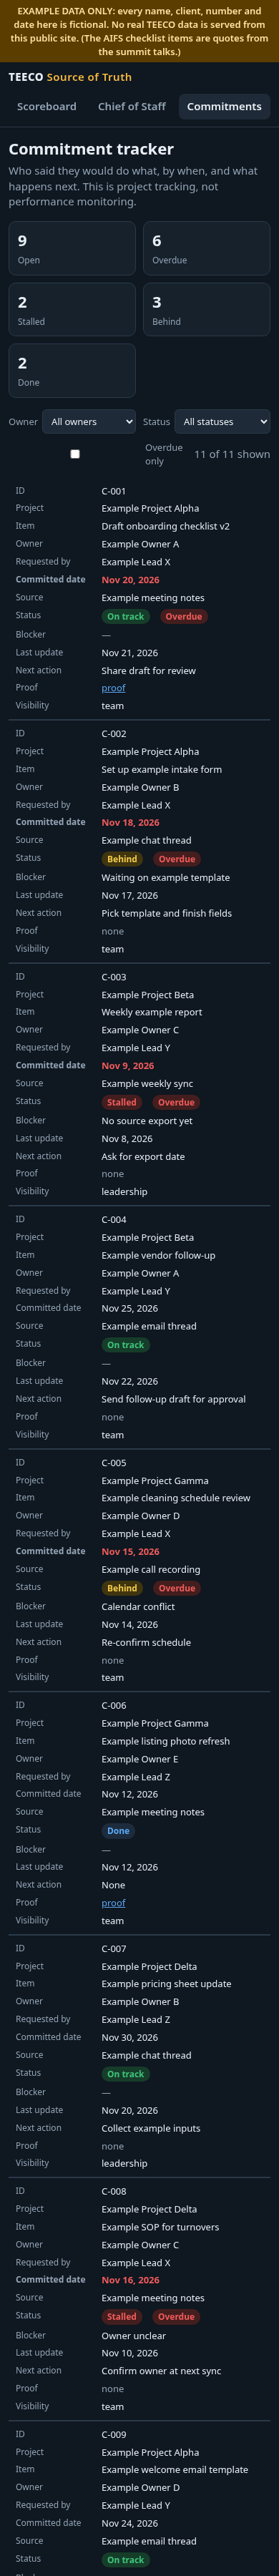 EXAMPLE DATA ONLY: every name, client, number and
date here is fictional. No real TEECO data is served from
this public site. (The AIFS checklist items are quotes from
the summit talks.)
TEECO Source of Truth
Scoreboard Chief of Staff Commitments
Commitment tracker
Who said they would do what, by when, and what
happens next. This is project tracking, not
performance monitoring.
9 6
Open Overdue
2 3
Stalled Behind
2
Done
Owner All owners Status All statuses
Overdue
only 11 of 11 shown
ID C-001
Project Example Project Alpha
Item Draft onboarding checklist v2
Owner Example Owner A
Requested by Example Lead X
Committed date Nov 20, 2026
Source Example meeting notes
Status On track Overdue
Blocker —
Last update Nov 21, 2026
Next action Share draft for review
Proof proof
Visibility team
ID C-002
Project Example Project Alpha
Item Set up example intake form
Owner Example Owner B
Requested by Example Lead X
Committed date Nov 18, 2026
Source Example chat thread
Status Behind Overdue
Blocker Waiting on example template
Last update Nov 17, 2026
Next action Pick template and finish fields
Proof none
Visibility team
ID C-003
Project Example Project Beta
Item Weekly example report
Owner Example Owner C
Requested by Example Lead Y
Committed date Nov 9, 2026
Source Example weekly sync
Status Stalled Overdue
Blocker No source export yet
Last update Nov 8, 2026
Next action Ask for export date
Proof none
Visibility leadership
ID C-004
Project Example Project Beta
Item Example vendor follow-up
Owner Example Owner A
Requested by Example Lead Y
Committed date Nov 25, 2026
Source Example email thread
Status On track
Blocker —
Last update Nov 22, 2026
Next action Send follow-up draft for approval
Proof none
Visibility team
ID C-005
Project Example Project Gamma
Item Example cleaning schedule review
Owner Example Owner D
Requested by Example Lead X
Committed date Nov 15, 2026
Source Example call recording
Status Behind Overdue
Blocker Calendar conflict
Last update Nov 14, 2026
Next action Re-confirm schedule
Proof none
Visibility team
ID C-006
Project Example Project Gamma
Item Example listing photo refresh
Owner Example Owner E
Requested by Example Lead Z
Committed date Nov 12, 2026
Source Example meeting notes
Status Done
Blocker —
Last update Nov 12, 2026
Next action None
Proof proof
Visibility team
ID C-007
Project Example Project Delta
Item Example pricing sheet update
Owner Example Owner B
Requested by Example Lead Z
Committed date Nov 30, 2026
Source Example chat thread
Status On track
Blocker —
Last update Nov 20, 2026
Next action Collect example inputs
Proof none
Visibility leadership
ID C-008
Project Example Project Delta
Item Example SOP for turnovers
Owner Example Owner C
Requested by Example Lead X
Committed date Nov 16, 2026
Source Example meeting notes
Status Stalled Overdue
Blocker Owner unclear
Last update Nov 10, 2026
Next action Confirm owner at next sync
Proof none
Visibility team
ID C-009
Project Example Project Alpha
Item Example welcome email template
Owner Example Owner D
Requested by Example Lead Y
Committed date Nov 24, 2026
Source Example email thread
Status On track